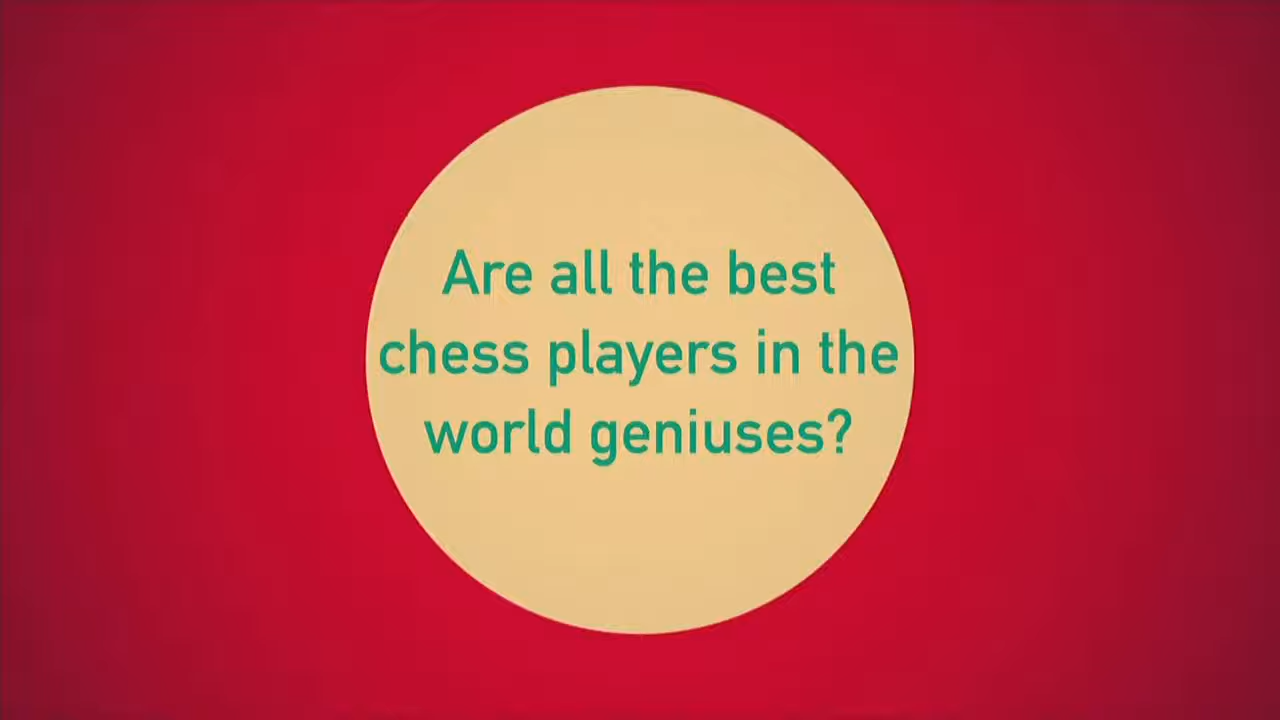 Are all the best
chess players in the
world geniuses?